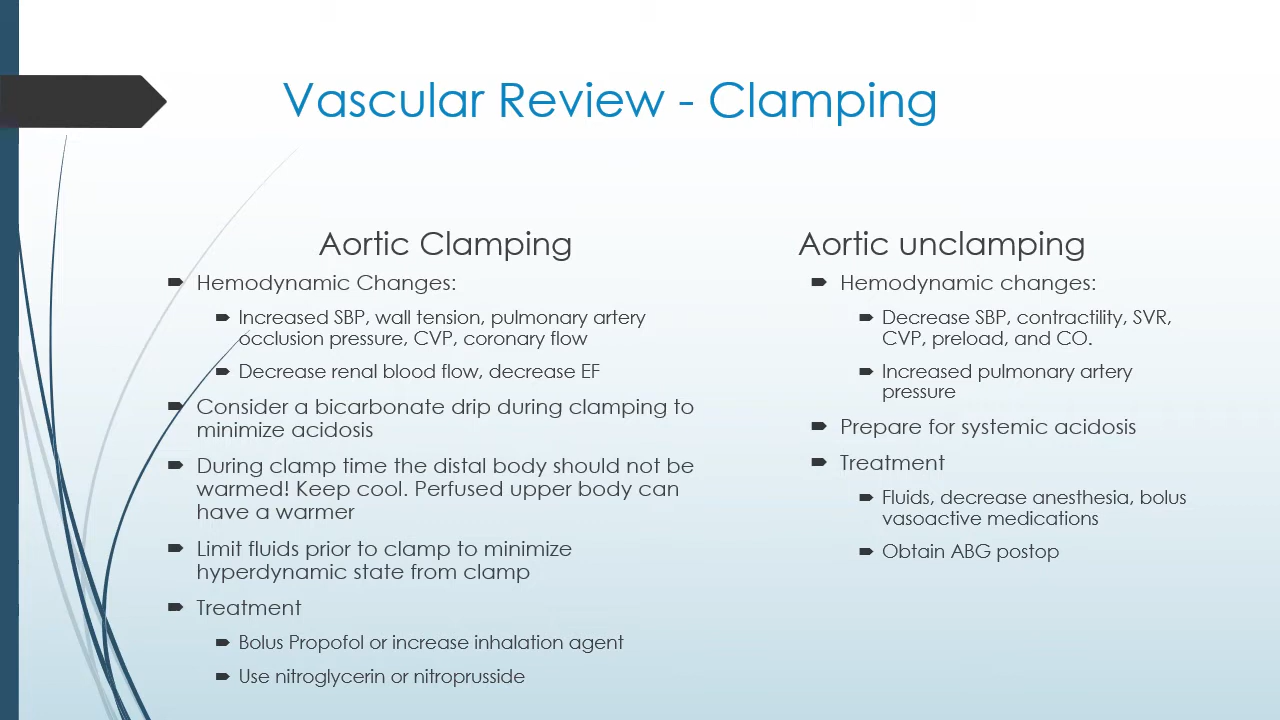 Vascular Review - Clamping
Aortic Clamping
Hemodynamic Changes:
Increased SBP, wall tension, pulmonary artery
occlusion pressure, CVP, coronary flow
Decrease renal blood flow, decrease EF
Consider a bicarbonate drip during clamping to
minimize acidosis
During clamp time the distal body should not be
warmed! Keep cool. Perfused upper body can
have a warmer
Limit fluids prior to clamp to minimize
hyperdynamic state from clamp
Treatment
Bolus Propofol or increase inhalation agent
Use nitroglycerin or nitroprusside
Aortic unclamping
Hemodynamic changes:
Decrease SBP, contractility, SVR,
CVP, preload, and CO.
Increased pulmonary artery
pressure
Prepare for systemic acidosis
Treatment
Fluids, decrease anesthesia, bolus
vasoactive medications
Obtain ABG postop